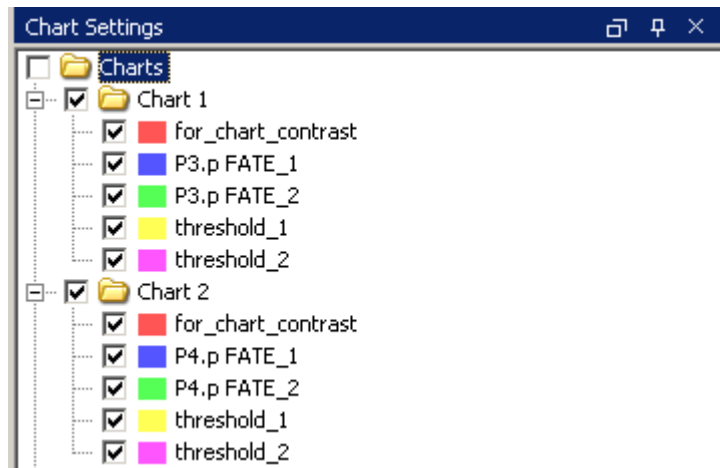 Chart Settings
Charts
Chart 1
for_chart_contrast
P3.p FATE_1
P3.p FATE_2
threshold_1
threshold_2
Chart 2
for_chart_contrast
P4.p FATE_1
P4.p FATE_2
threshold_1
threshold_2